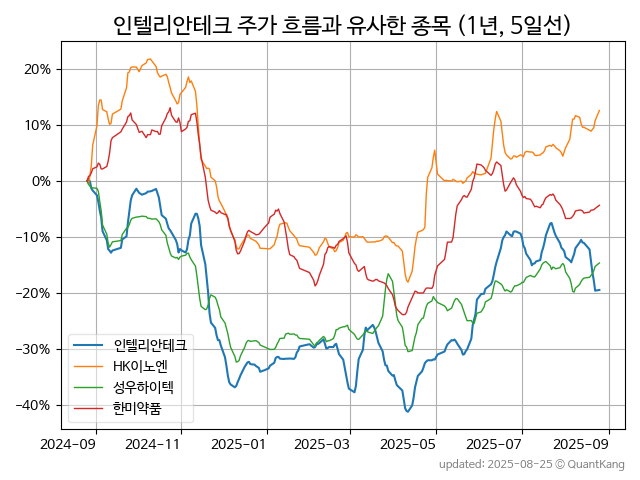 인텔리안테크 주가 흐름과 유사한 종목 (1년, 5일선)
20%
10%
0%
−10%
−20%
−30%
−40%
인텔리안테크
HK이노엔
성우하이텍
한미약품
2024-09
2024-11
2025-01
2025-03
2025-05
2025-07
2025-09
updated: 2025-08-25 © QuantKang